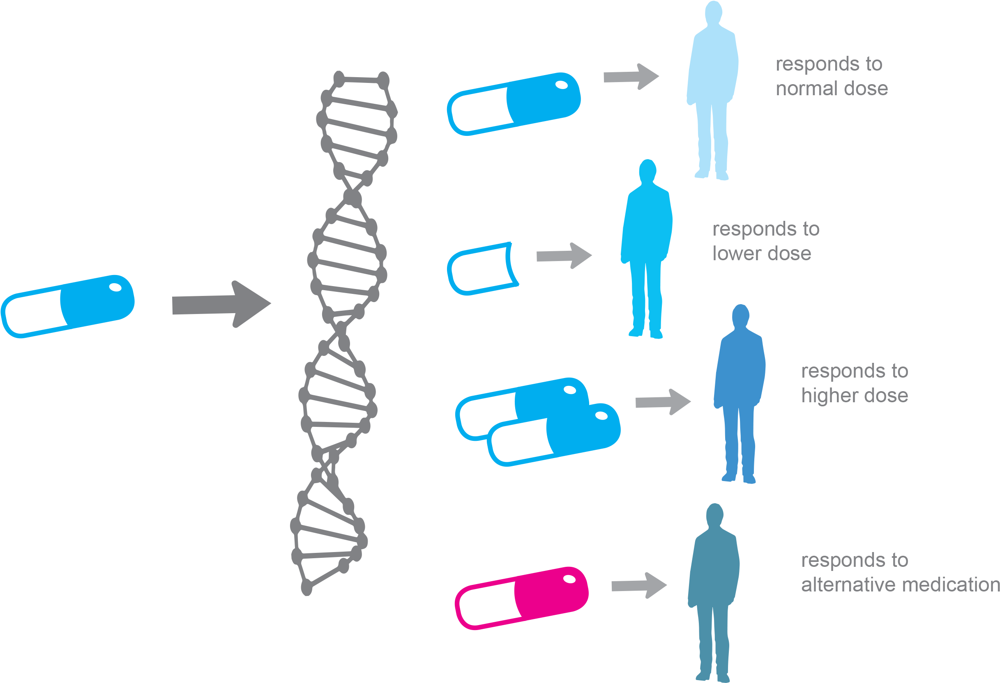 responds to
normal dose
responds to
lower dose
responds to
higher dose
responds to
alternative medication